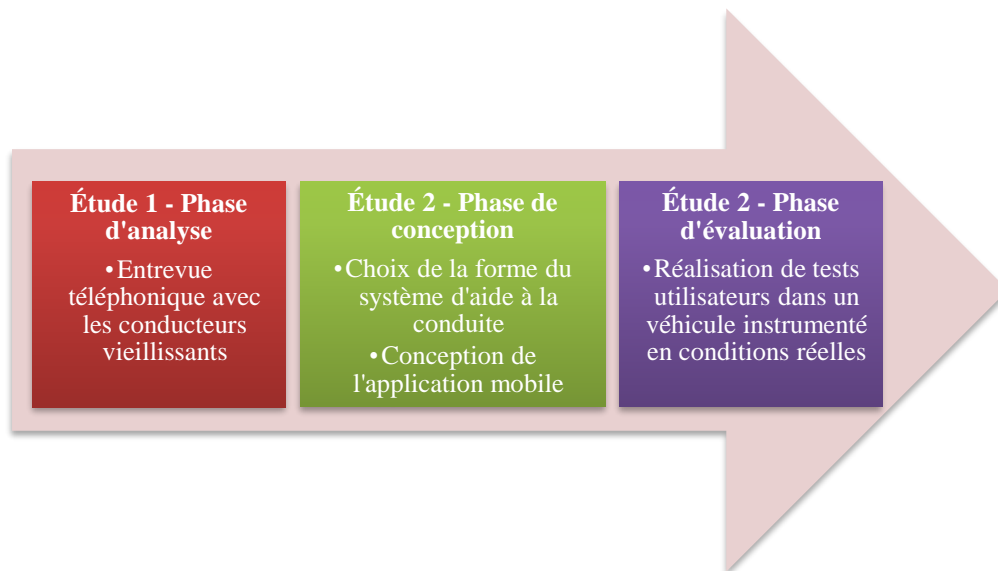 Étude 1 - Phase
d'analyse
•Entrevue
téléphonique avec
les conducteurs
vieillissants
Étude 2 - Phase de
conception
•Choix de la forme du
système d'aide à la
conduite
•Conception de
l'application mobile
Étude 2 - Phase
d'évaluation
•Réalisation de tests
utilisateurs dans un
véhicule instrumenté
en conditions réelles